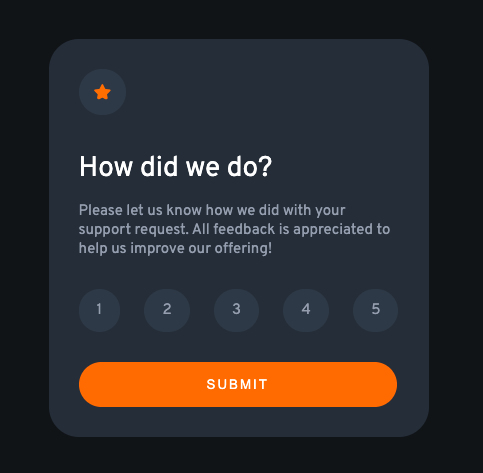 How did we do?
Please let us know how we did with your
support request. All feedback is appreciated to
help us improve our offering!
1 2 3 4 5
SUBMIT